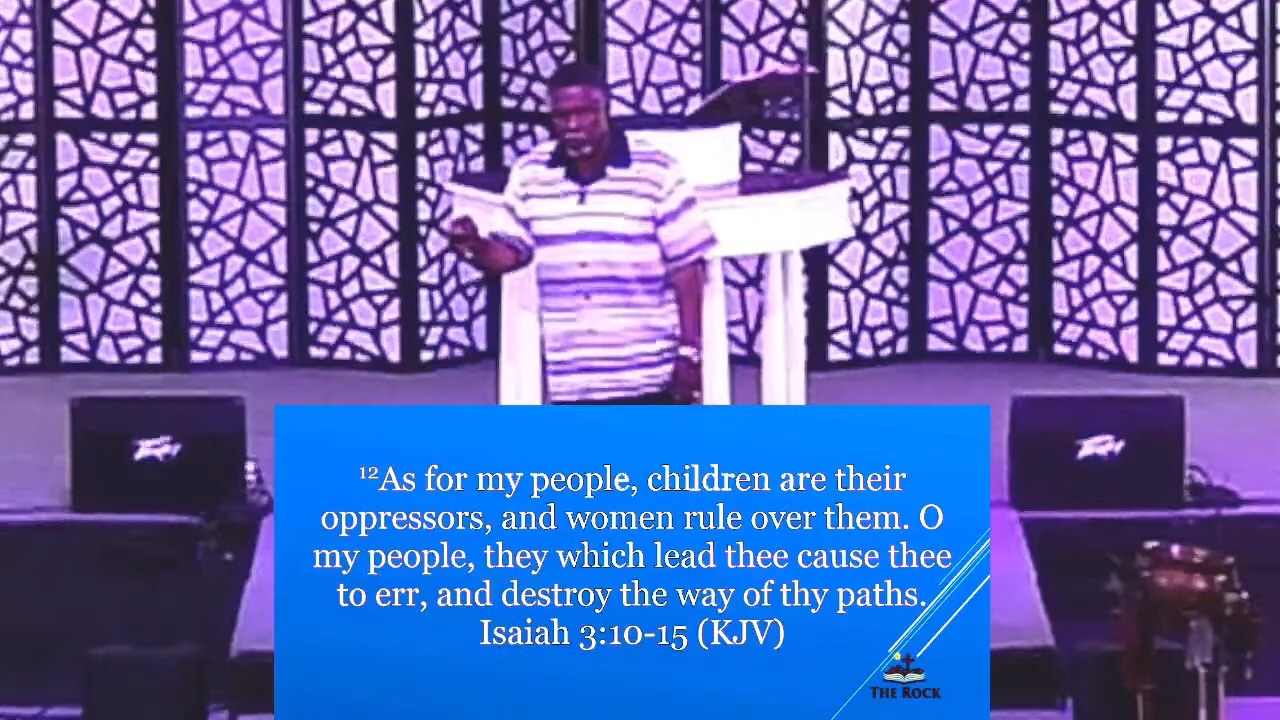 ¹²As for my people, children are their
oppressors, and women rule over them. O
my people, they which lead thee cause thee
to err, and destroy the way of thy paths.
Isaiah 3:10-15 (KJV)
THE ROCK